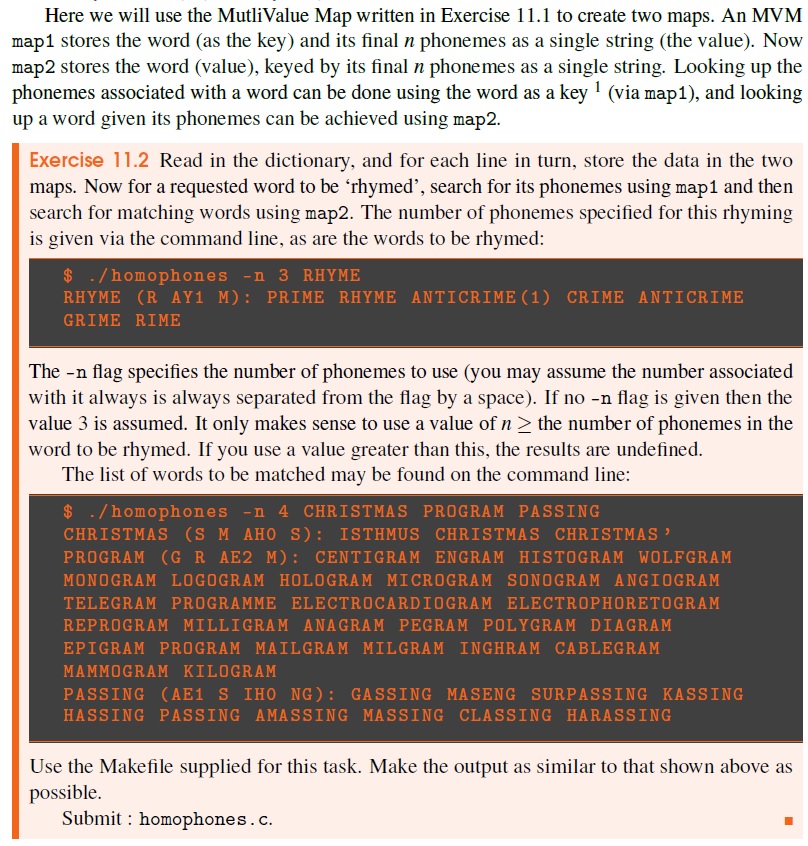 Here we will use the MutliValue Map written in Exercise 11.1 to create two maps. An MVM
map1 stores the word (as the key) and its final n phonemes as a single string (the value). Now
map2 stores the word (value), keyed by its final n phonemes as a single string. Looking up the
phonemes associated with a word can be done using the word as a key 1 (via map1), and looking
up a word given its phonemes can be achieved using map2.
Exercise 11.2 Read in the dictionary, and for each line in turn, store the data in the two
maps. Now for a requested word to be ‘rhymed’, search for its phonemes using map1 and then
search for matching words using map2. The number of phonemes specified for this rhyming
is given via the command line, as are the words to be rhymed:
$ ./homophones -n 3 RHYME
RHYME (R AY1 M): PRIME RHYME ANTICRIME(1) CRIME ANTICRIME
GRIME RIME
The -n flag specifies the number of phonemes to use (you may assume the number associated
with it always is always separated from the flag by a space). If no -n flag is given then the
value 3 is assumed. It only makes sense to use a value of n ≥ the number of phonemes in the
word to be rhymed. If you use a value greater than this, the results are undefined.
The list of words to be matched may be found on the command line:
$ ./homophones -n 4 CHRISTMAS PROGRAM PASSING
CHRISTMAS (S M AH0 S): ISTHMUS CHRISTMAS CHRISTMAS’
PROGRAM (G R AE2 M): CENTIGRAM ENGRAM HISTOGRAM WOLFGRAM
MONOGRAM LOGOGRAM HOLOGRAM MICROGRAM SONOGRAM ANGIOGRAM
TELEGRAM PROGRAMME ELECTROCARDIOGRAM ELECTROPHORETOGRAM
REPROGRAM MILLIGRAM ANAGRAM PEGRAM POLYGRAM DIAGRAM
EPIGRAM PROGRAM MAILGRAM MILGRAM INGHRAM CABLEGRAM
MAMMOGRAM KILOGRAM
PASSING (AE1 S IH0 NG): GASSING MASENG SURPASSING KASSING
HASSING PASSING AMASSING MASSING CLASSING HARASSING
Use the Makefile supplied for this task. Make the output as similar to that shown above as
possible.
Submit : homophones.c.